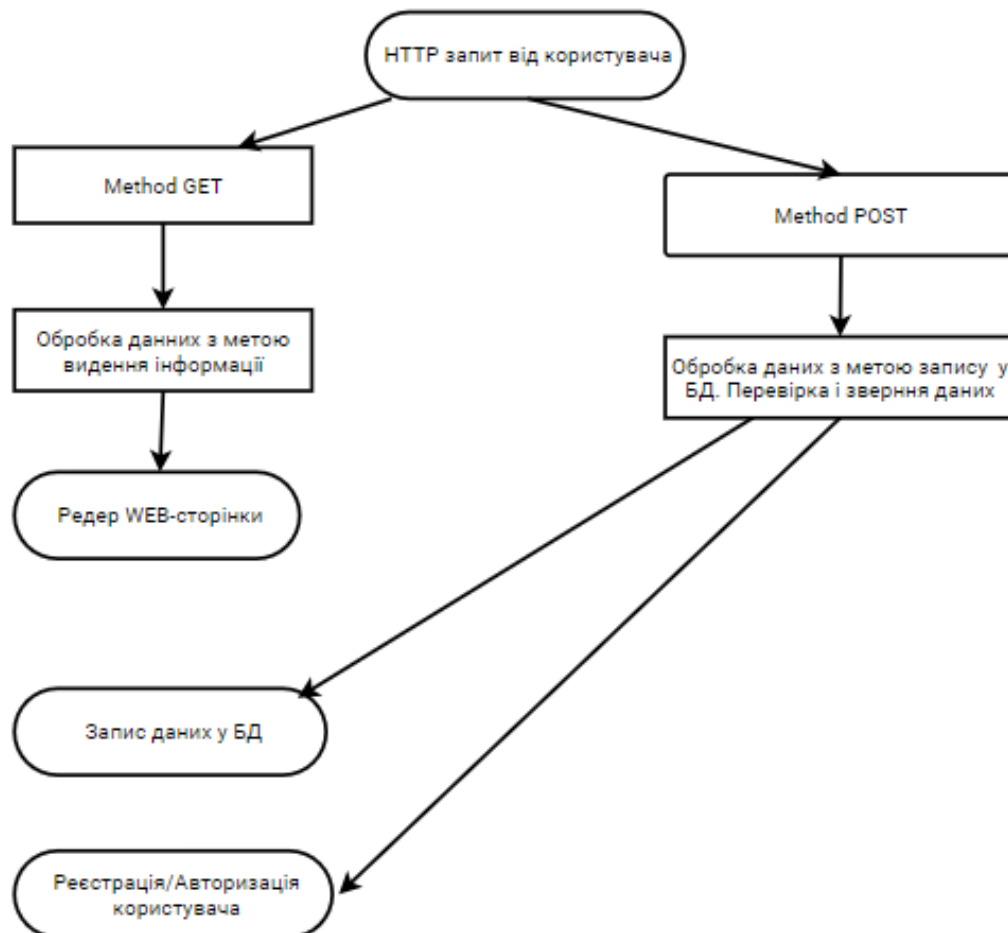 HTTP запит від користувача
Method GET
Method POST
Обробка данних з метою
видення інформації
Обробка даних з метою запису у
БД. Перевірка і зверння даних
Редер WEB-сторінки
Запис даних у БД
Реєстрація/Авторизація
користувача